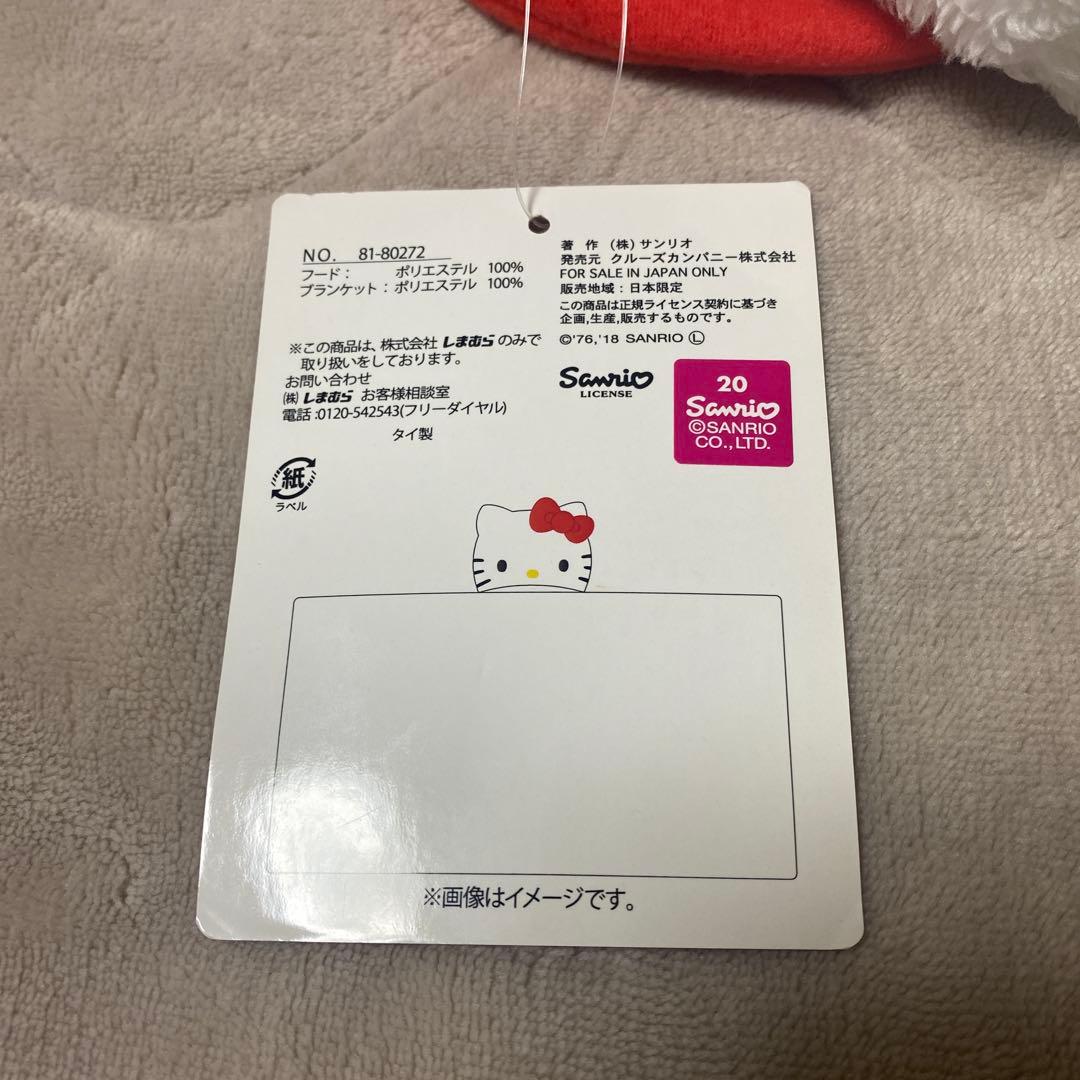 NO. 81-80272
フード： ポリエステル 100%
ブランケット：ポリエステル 100%
※この商品は、株式会社 しまむら のみで
取り扱いをしております。
お問い合わせ
(株) しまむら お客様相談室
電話:0120-542543(フリーダイヤル)
タイ製
紙
ラベル
著作 (株)サンリオ
発売元 クルーズカンパニー株式会社
FOR SALE IN JAPAN ONLY
販売地域：日本限定
この商品は正規ライセンス契約に基づき
企画,生産,販売するものです。
©'76,'18 SANRIO Ⓛ
Sanrio
LICENSE
20
Sanrio
©SANRIO
CO.,LTD.
※画像はイメージです。